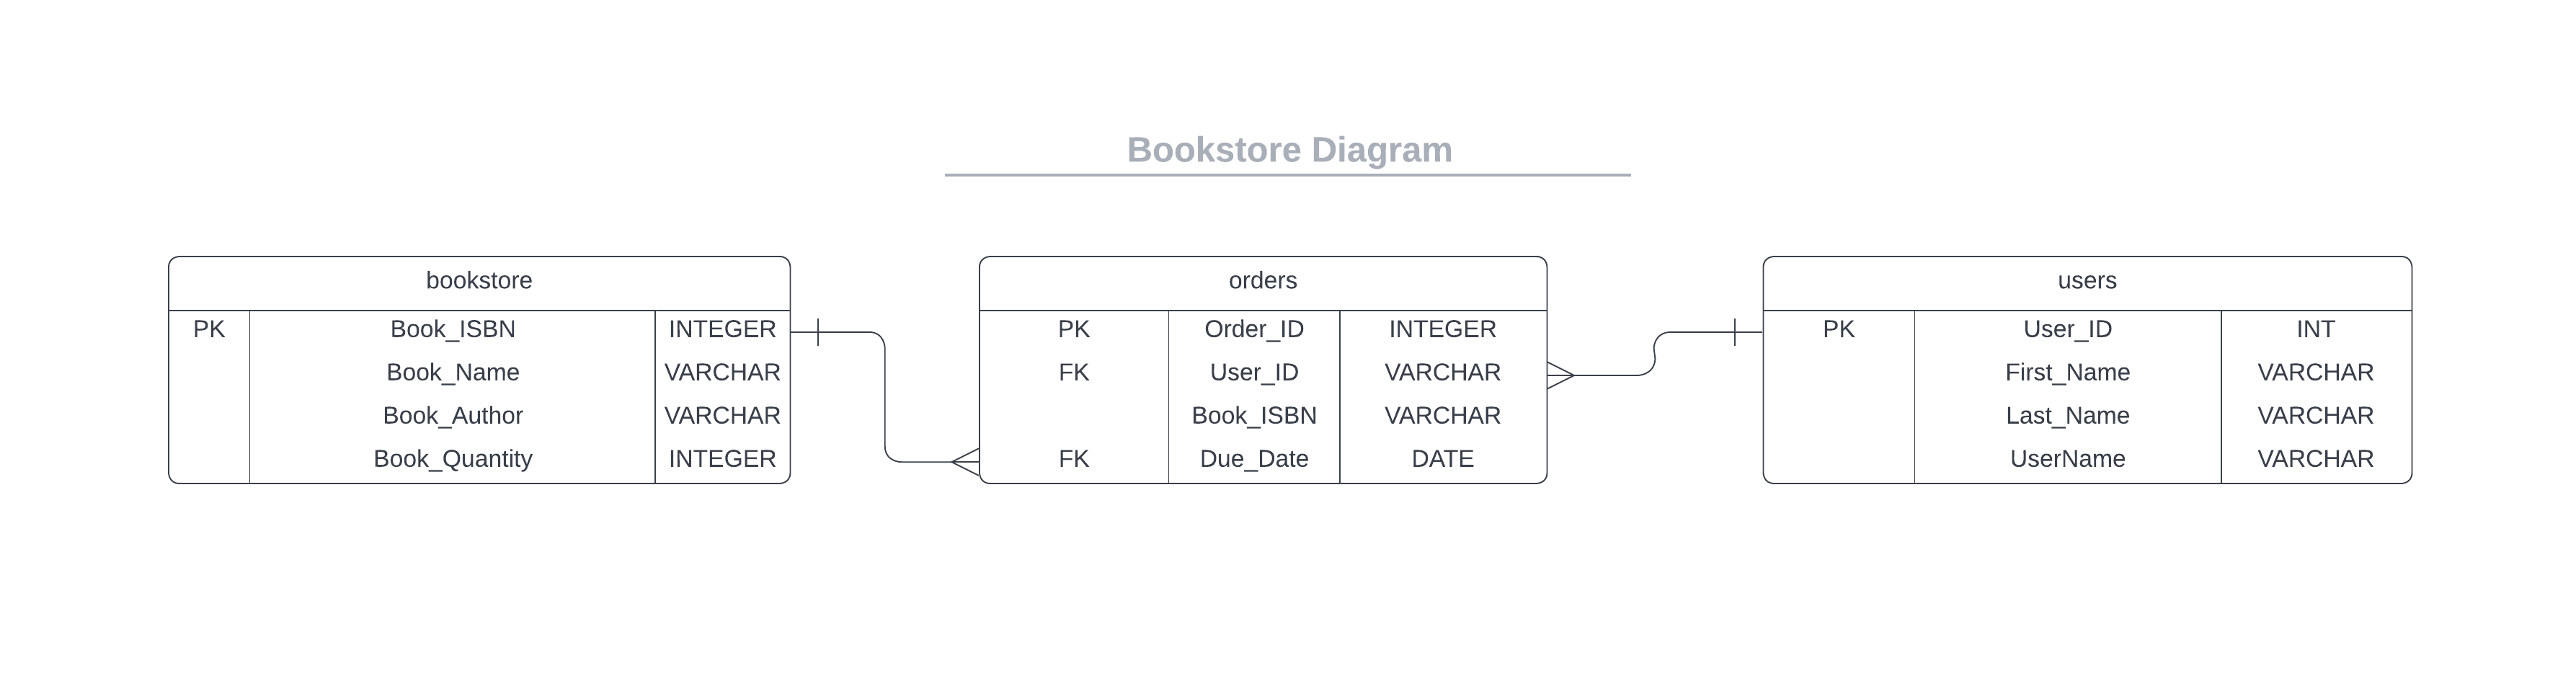 Bookstore Diagram
bookstore
PK Book_ISBN INTEGER
Book_Name VARCHAR
Book_Author VARCHAR
Book_Quantity INTEGER
orders
PK Order_ID INTEGER
FK User_ID VARCHAR
Book_ISBN VARCHAR
FK Due_Date DATE
users
PK User_ID INT
First_Name VARCHAR
Last_Name VARCHAR
UserName VARCHAR